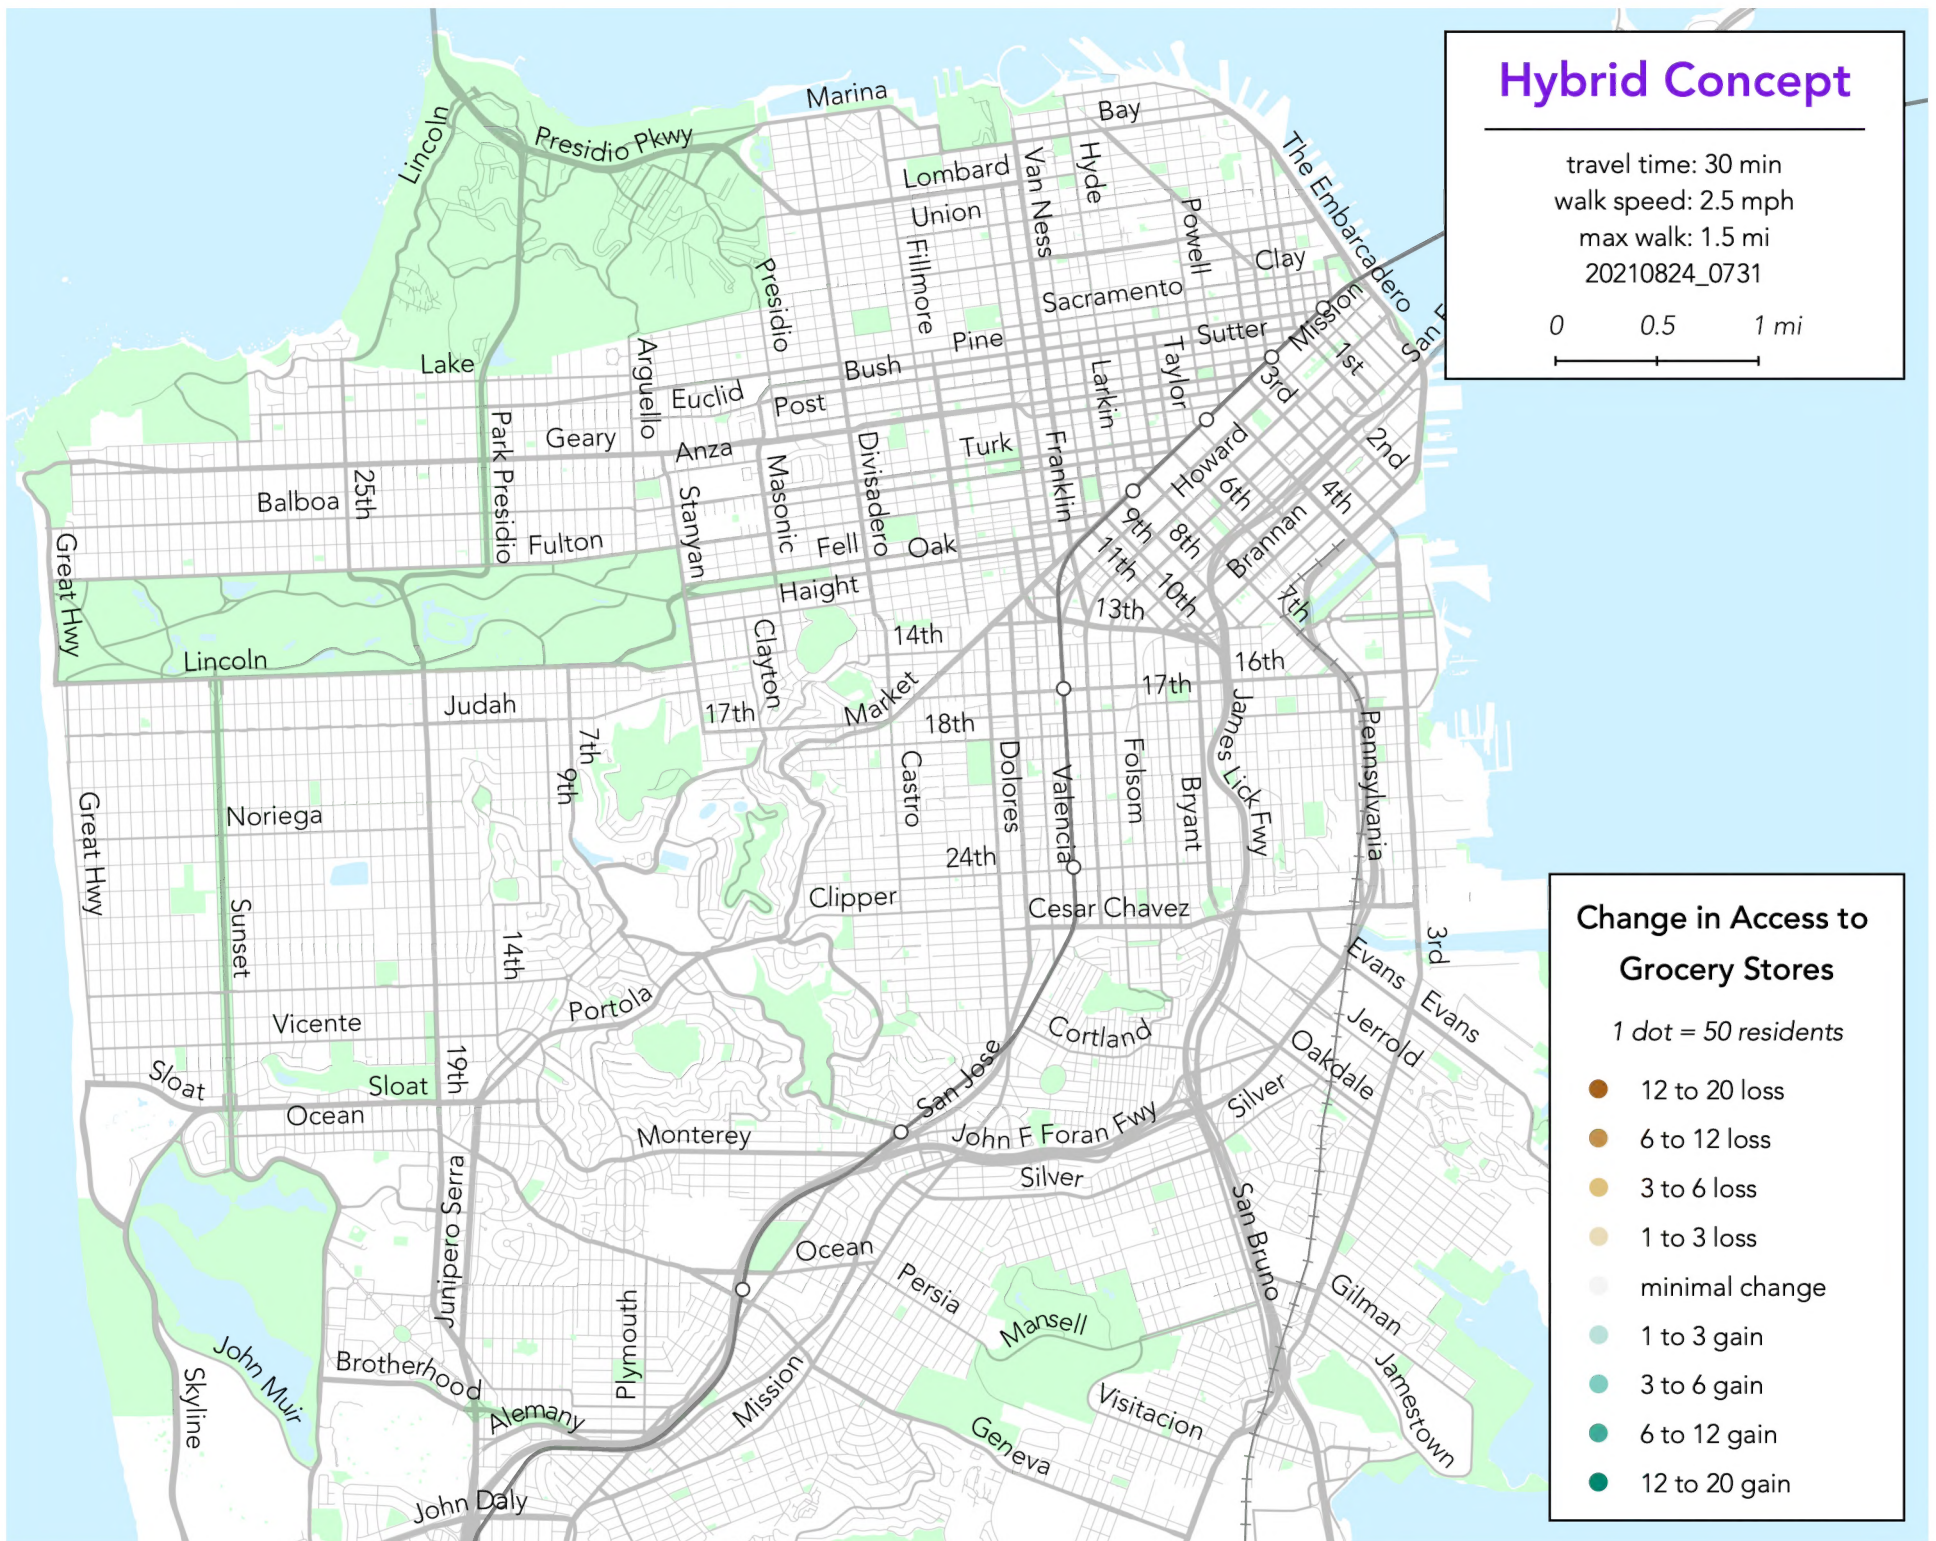 Hybrid Concept
travel time: 30 min
walk speed: 2.5 mph
max walk: 1.5 mi
20210824_0731
0 0.5 1 mi
Marina
Bay
Lincoln
Presidio Pkwy
Lombard
Van Ness
Hyde
The Embarcadero
Union
Powell
Fillmore
Clay
Presidio
Sacramento
Mission
Sutter
Pine
San F
1st
Lake
Arguello
Bush
Taylor
Larkin
3rd
Euclid
Post
Park Presidio
Geary
Anza
Divisadero
Turk
Franklin
2nd
Howard
25th
Balboa
Stanyan
Masonic
6th
4th
9th
8th
Brannan
Great Hwy
Fulton
Fell
Oak
11th
10th
7th
Haight
13th
14th
Clayton
Lincoln
16th
Judah
17th
Market
17th
18th
James Lick Fwy
Pennsylvania
7th
9th
Castro
Dolores
Valencia
Folsom
Bryant
Great Hwy
Noriega
24th
Clipper
Cesar Chavez
Sunset
14th
3rd
Evans
Evans
Portola
Vicente
Cortland
Jerrold
Oakdale
19th
Sloat
Sloat
San Jose
Silver
Ocean
Monterey
John F Foran Fwy
Silver
Junipero Serra
San Bruno
Ocean
Persia
Plymouth
Mansell
Gilman
John Muir
Brotherhood
Skyline
Alemany
Mission
Visitacion
Jamestown
Geneva
John Daly
Change in Access to
Grocery Stores
1 dot = 50 residents
12 to 20 loss
6 to 12 loss
3 to 6 loss
1 to 3 loss
minimal change
1 to 3 gain
3 to 6 gain
6 to 12 gain
12 to 20 gain